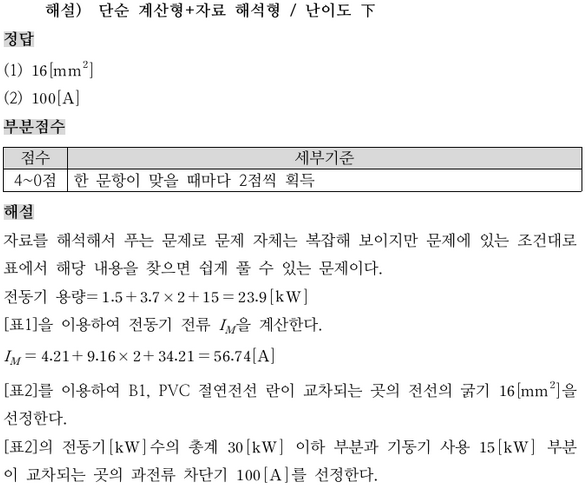 해설) 단순 계산형+자료 해석형 / 난이도 下
정답
(1) 16[mm²]
(2) 100[A]
부분점수
점수 세부기준
4~0점 한 문항이 맞을 때마다 2점씩 획득
해설
자료를 해석해서 푸는 문제로 문제 자체는 복잡해 보이지만 문제에 있는 조건대로
표에서 해당 내용을 찾으면 쉽게 풀 수 있는 문제이다.
전동기 용량= 1.5+3.7×2+15=23.9[kW]
[표1]을 이용하여 전동기 전류 I_M을 계산한다.
I_M = 4.21+9.16×2+34.21=56.74[A]
[표2]를 이용하여 B1, PVC 절연전선 란이 교차되는 곳의 전선의 굵기 16[mm²]을
선정한다.
[표2]의 전동기[kW]수의 총계 30[kW] 이하 부분과 기동기 사용 15[kW] 부분
이 교차되는 곳의 과전류 차단기 100[A]를 선정한다.